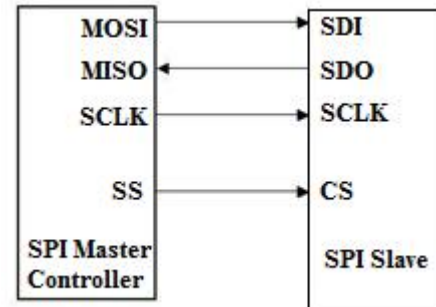 MOSI
SDI
MISO
SDO
SCLK
SCLK
SS
CS
SPI Master
Controller
SPI Slave